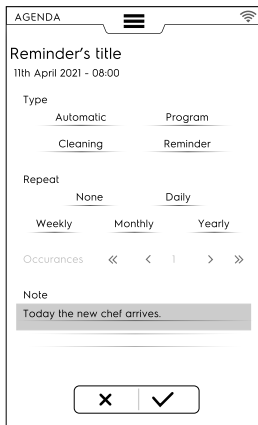 AGENDA
Reminder's title
11th April 2021 - 08:00
Type
Automatic Program
Cleaning Reminder
Repeat
None Daily
Weekly Monthly Yearly
Occurances « < 1 > »
Note
Today the new chef arrives.